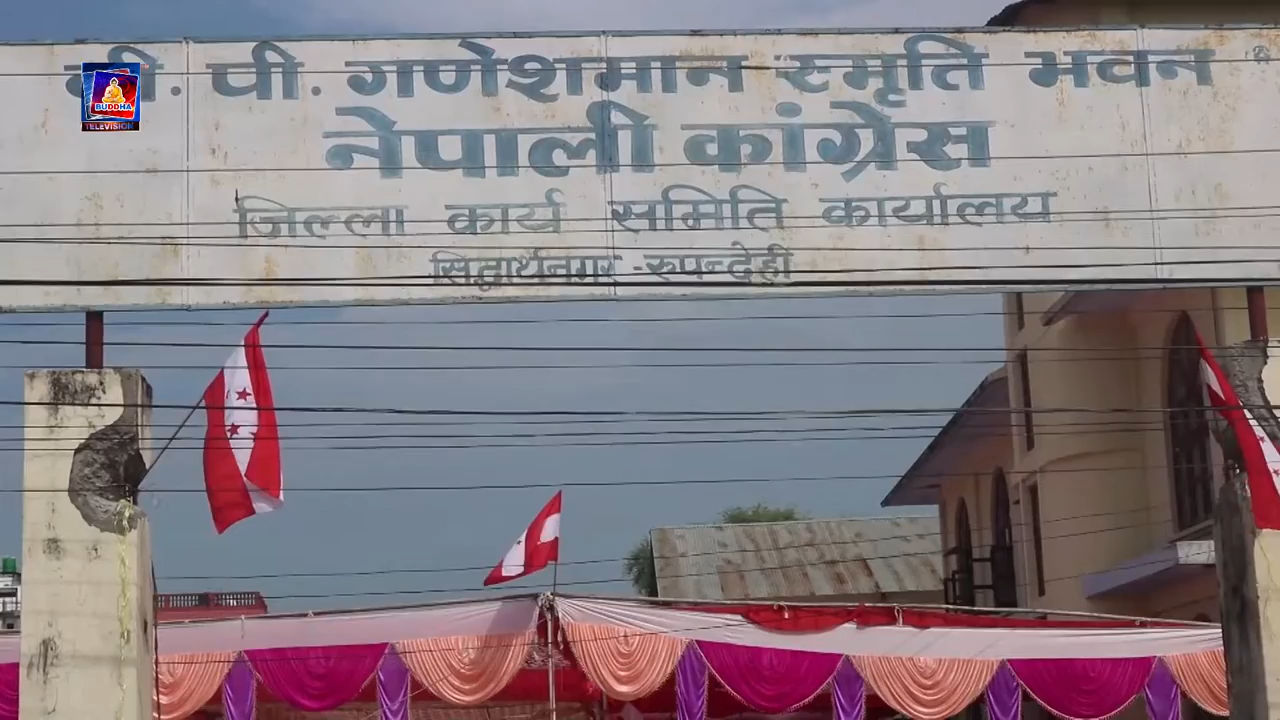 बी. पी. गणेशमान स्मृति भवन
नेपाली कांग्रेस
जिल्ला कार्य समिति कार्यालय
सिद्धार्थनगर - रुपन्देही
BUDDHA
TELEVISION